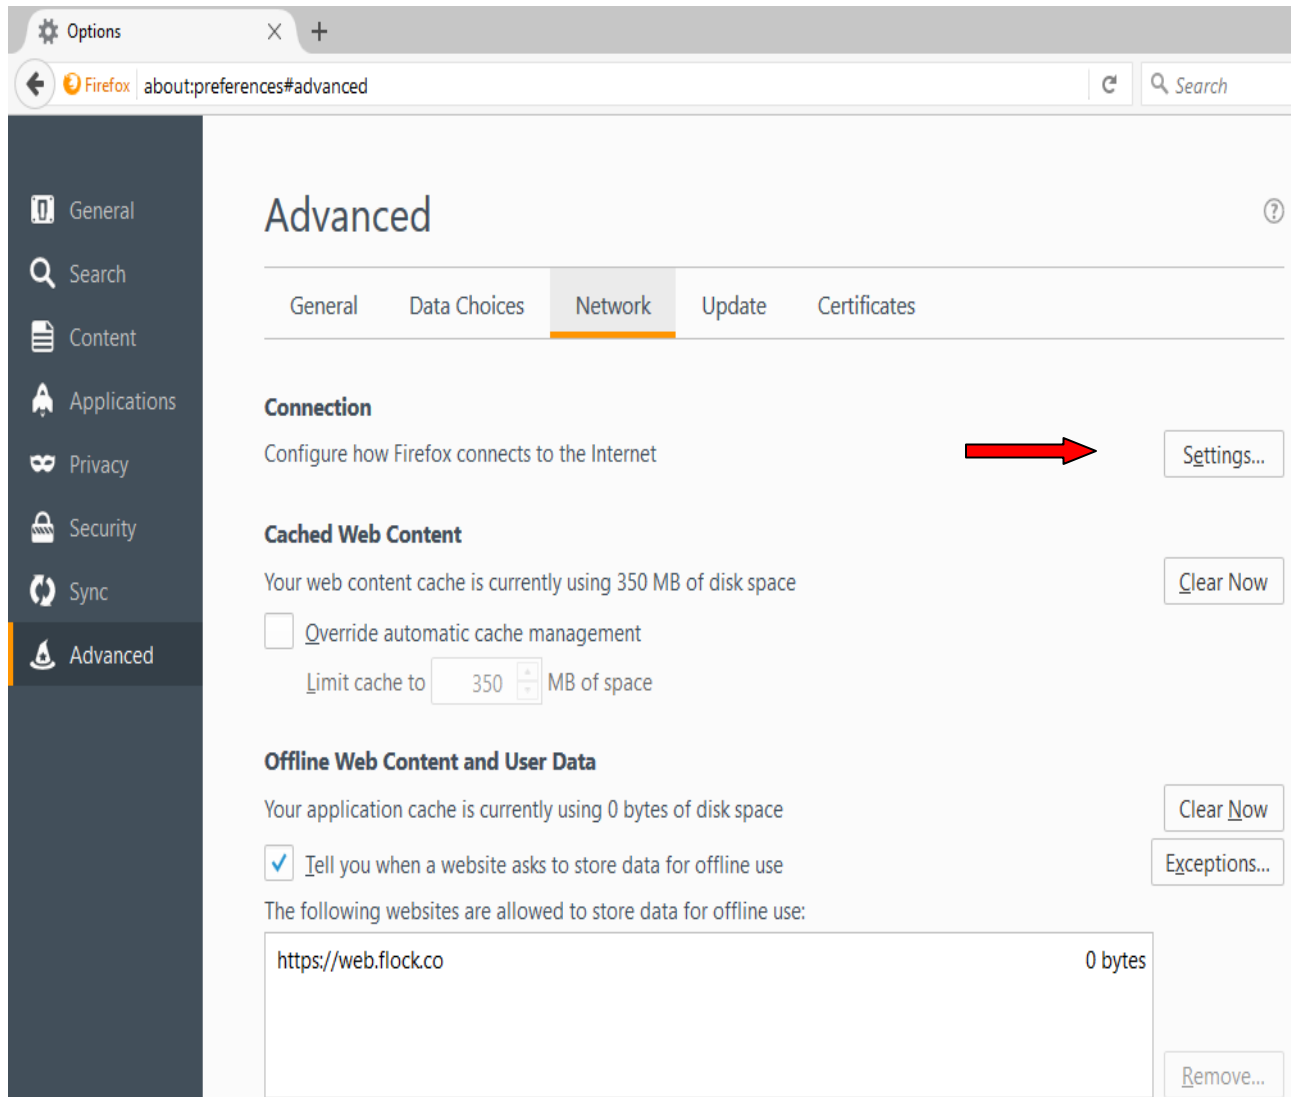 Options
Firefox about:preferences#advanced Search
General
Search
Content
Applications
Privacy
Security
Sync
Advanced
Advanced
General Data Choices Network Update Certificates
Connection
Configure how Firefox connects to the Internet Settings...
Cached Web Content
Your web content cache is currently using 350 MB of disk space Clear Now
Override automatic cache management
Limit cache to 350 MB of space
Offline Web Content and User Data
Your application cache is currently using 0 bytes of disk space Clear Now
Tell you when a website asks to store data for offline use Exceptions...
The following websites are allowed to store data for offline use:
https://web.flock.co 0 bytes
Remove...